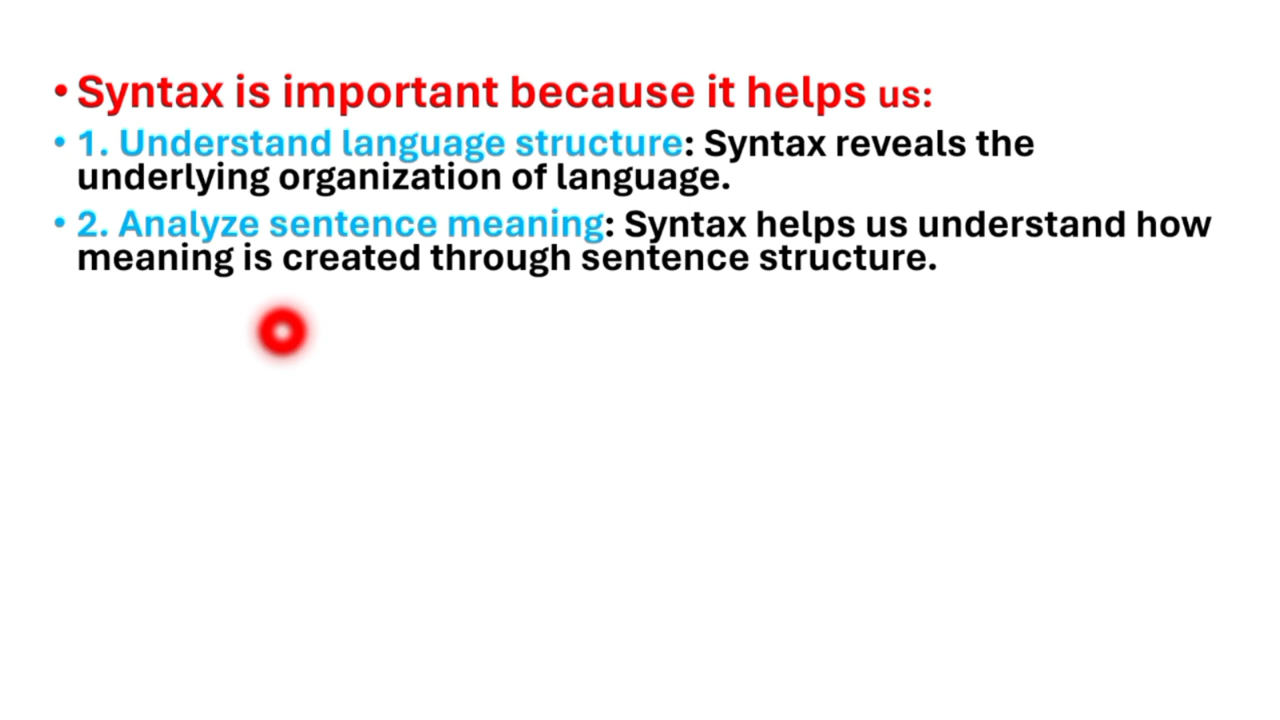 • Syntax is important because it helps us:
• 1. Understand language structure: Syntax reveals the
underlying organization of language.
• 2. Analyze sentence meaning: Syntax helps us understand how
meaning is created through sentence structure.